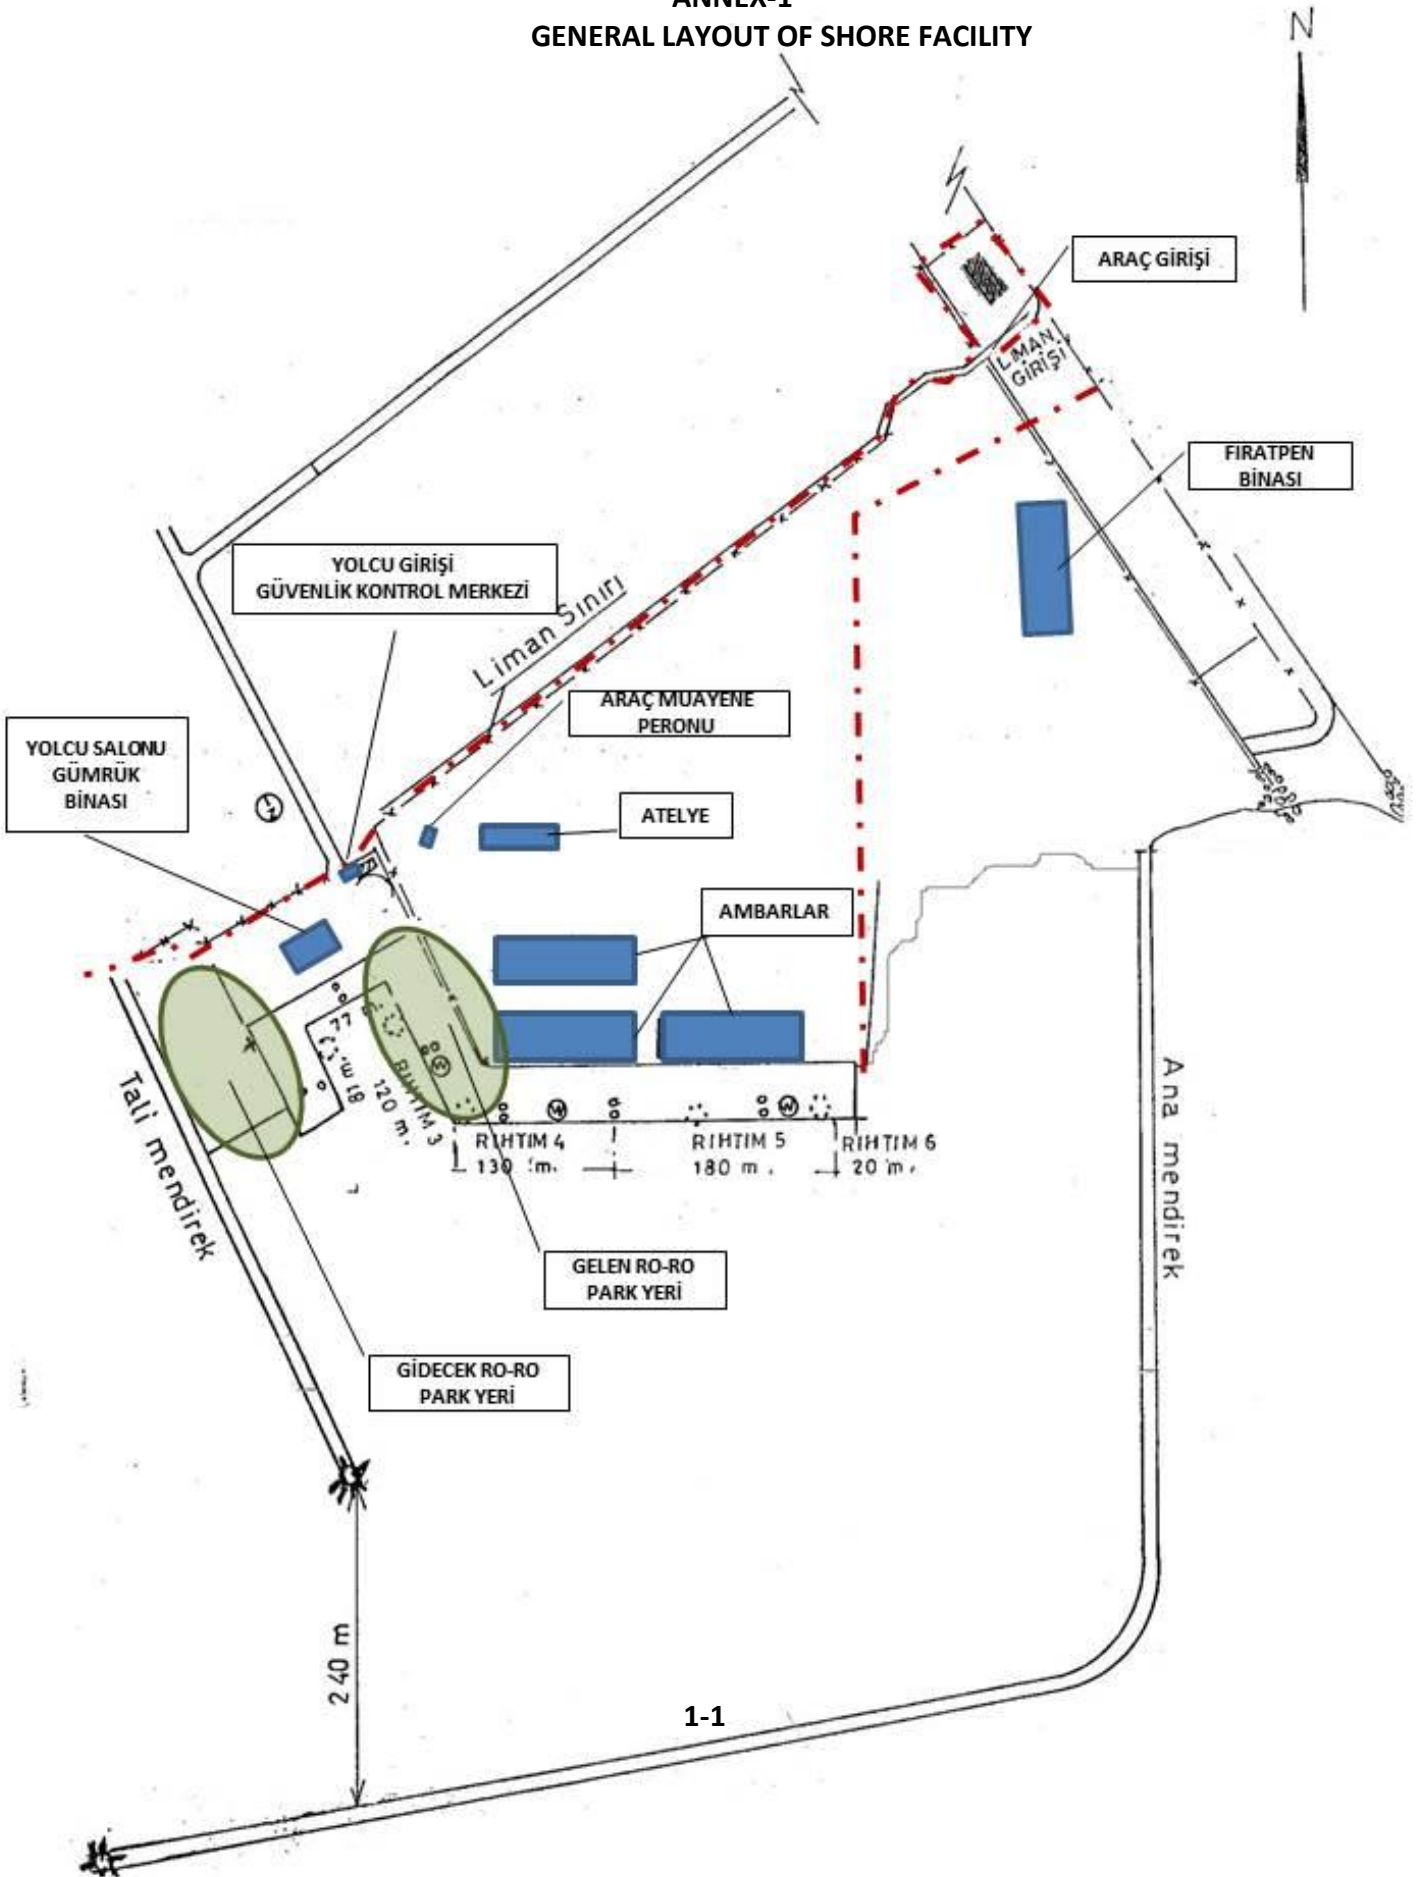 ANNEX-1
GENERAL LAYOUT OF SHORE FACILITY
N
ARAÇ GİRİŞİ
LİMAN
GİRİŞİ
FIRATPEN
BİNASI
YOLCU GİRİŞİ
GÜVENLİK KONTROL MERKEZİ
Liman Sınırı
ARAÇ MUAYENE
PERONU
YOLCU SALONU
GÜMRÜK
BİNASI
ATELYE
AMBARLAR
RIHTIM 3
120 m.
81 m.
RIHTIM 4
130 m.
RIHTIM 5
180 m.
RIHTIM 6
20 m.
Tali mendirek
Ana mendirek
GELEN RO-RO
PARK YERİ
GİDECEK RO-RO
PARK YERİ
240 m
1-1